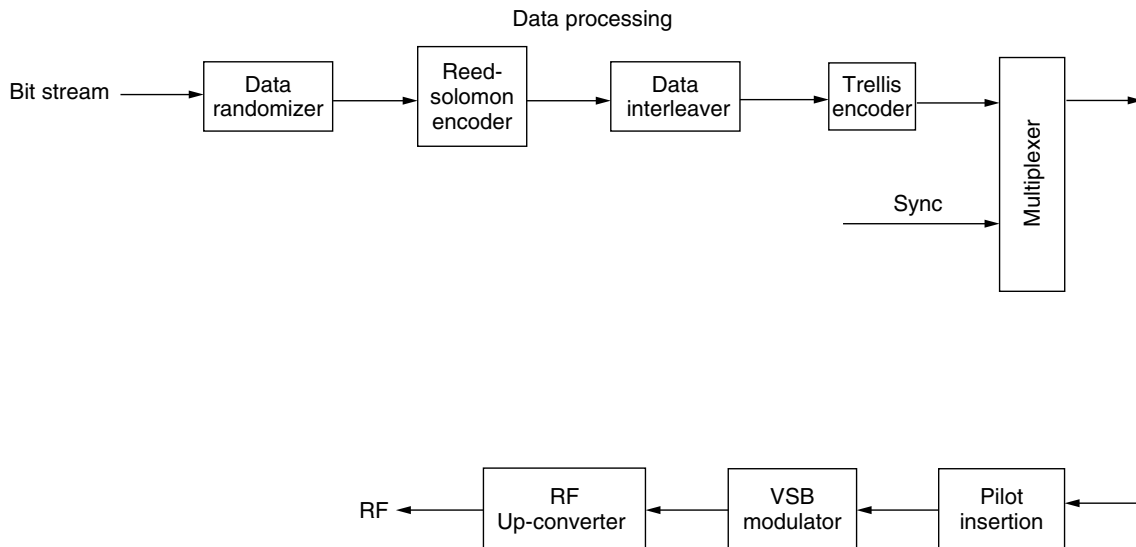 Data processing
Bit stream
Data
randomizer
Reed-
solomon
encoder
Data
interleaver
Trellis
encoder
Sync
Multiplexer
RF
RF
Up-converter
VSB
modulator
Pilot
insertion